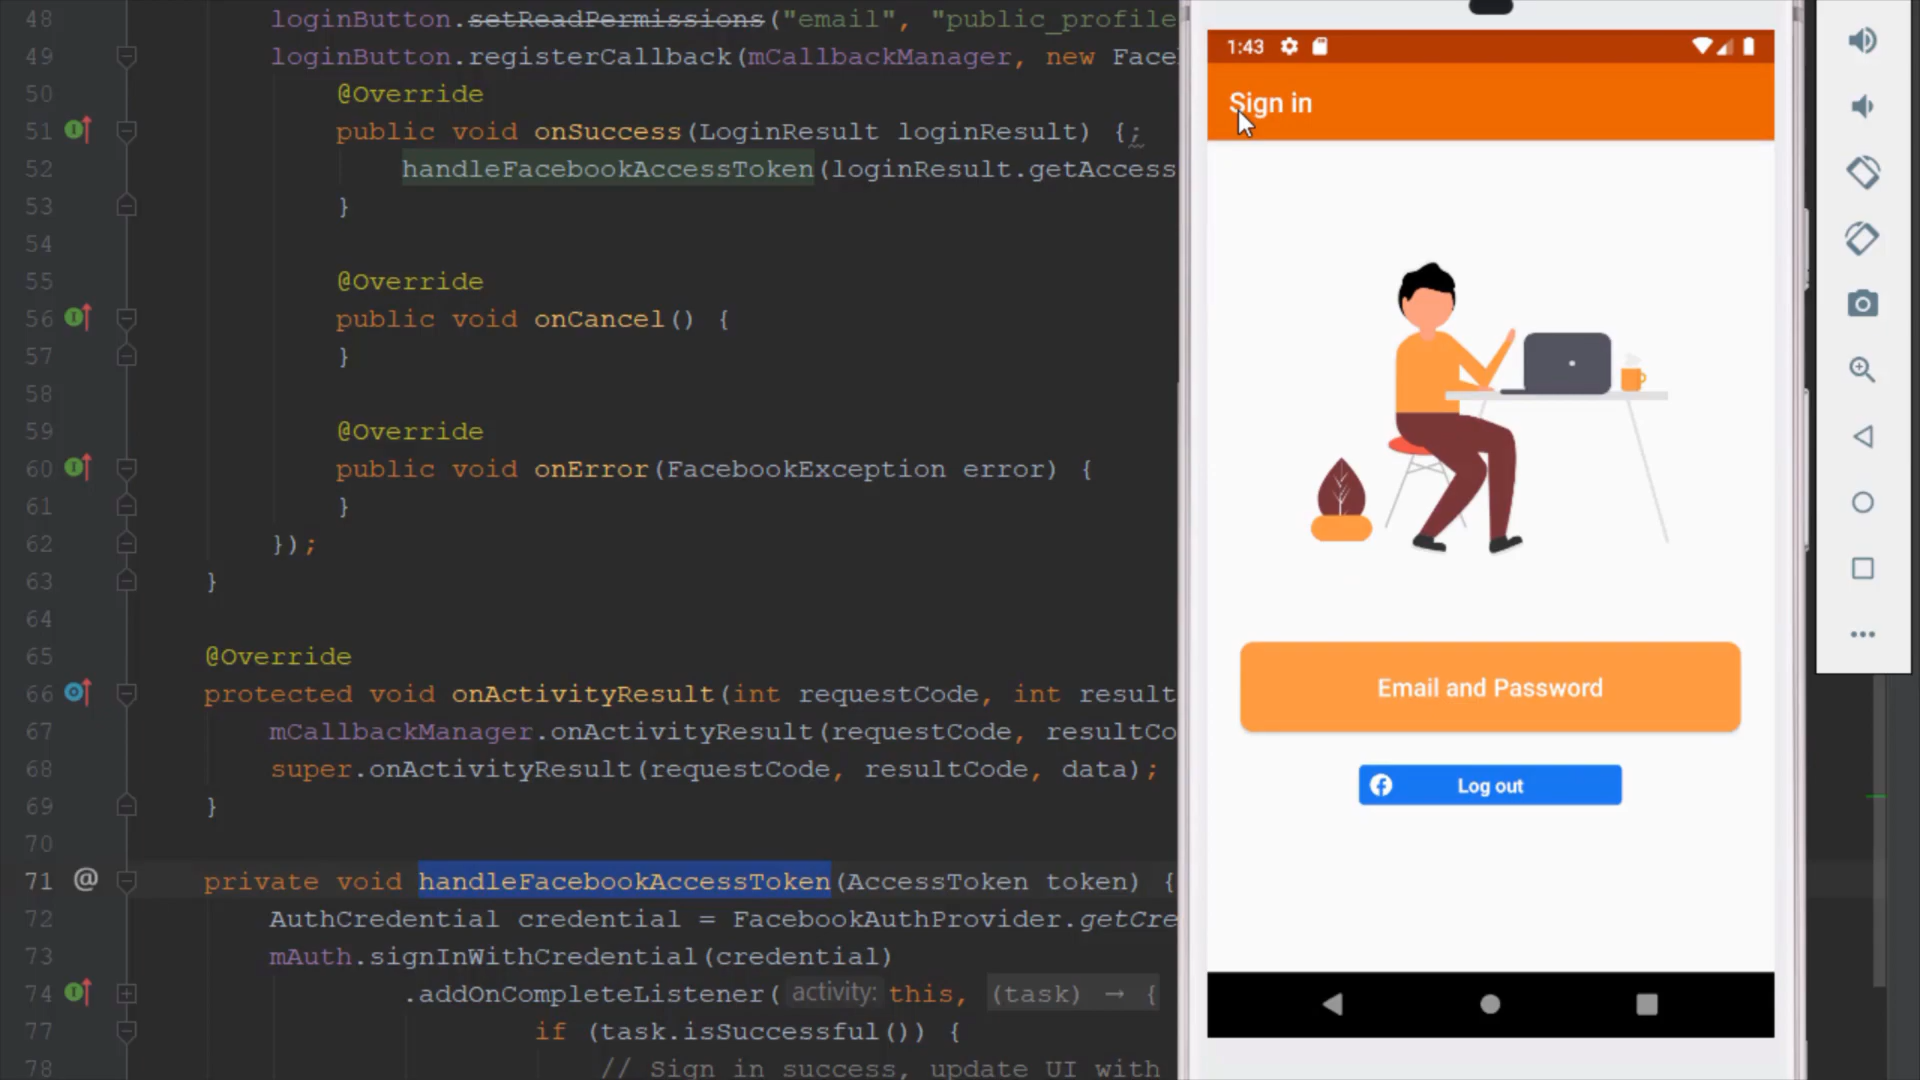 48 loginButton.setReadPermissions("email", "public_profile
49 loginButton.registerCallback(mCallbackManager, new Face
50 @Override
51 public void onSuccess(LoginResult loginResult) {;
52 handleFacebookAccessToken(loginResult.getAccess
53 }
54
55 @Override
56 public void onCancel() {
57 }
58
59 @Override
60 public void onError(FacebookException error) {
61 }
62 });
63 }
64
65 @Override
66 protected void onActivityResult(int requestCode, int result
67 mCallbackManager.onActivityResult(requestCode, resultCo
68 super.onActivityResult(requestCode, resultCode, data);
69 }
70
71 @ private void handleFacebookAccessToken(AccessToken token) {
72 AuthCredential credential = FacebookAuthProvider.getCre
73 mAuth.signInWithCredential(credential)
74 .addOnCompleteListener( activity: this, (task) → {
77 if (task.isSuccessful()) {
78 // Sign in success, update UI with
1:43
Sign in
Email and Password
Log out